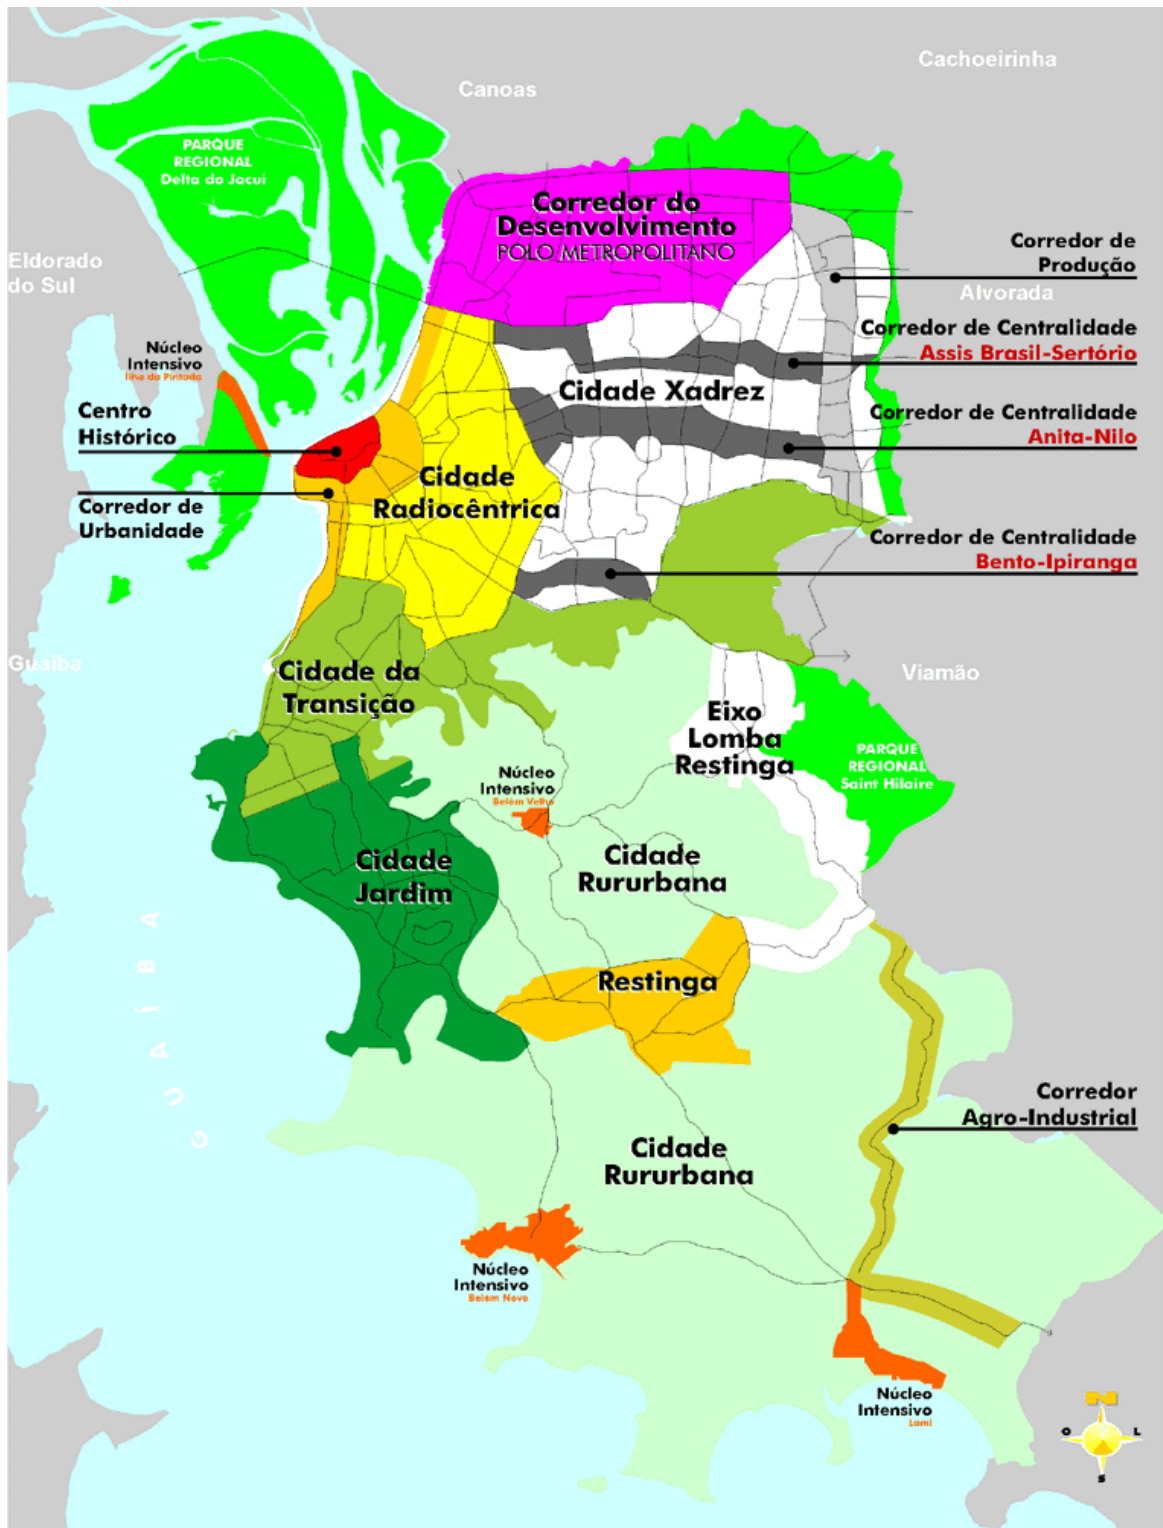 Cachoeirinha
Canoas
PARQUE
REGIONAL
Delta do Jacuí
Corredor do
Desenvolvimento
POLO METROPOLITANO
Corredor de
Produção
Eldorado
do Sul
Alvorada
Corredor de Centralidade
Assis Brasil-Sertório
Núcleo
Intensivo
Ilha da Pintada
Cidade Xadrez
Centro
Histórico
Corredor de Centralidade
Anita-Nilo
Cidade
Radiocêntrica
Corredor de
Urbanidade
Corredor de Centralidade
Bento-Ipiranga
Guaíba
Viamão
Cidade da
Transição
Eixo
Lomba
Restinga
PARQUE
REGIONAL
Saint Hilaire
Núcleo
Intensivo
Belém Velho
Cidade
Jardim
Cidade
Rururbana
GUAÍBA
Restinga
Corredor
Agro-Industrial
Cidade
Rururbana
Núcleo
Intensivo
Belém Novo
Núcleo
Intensivo
Lami
N
O L
S